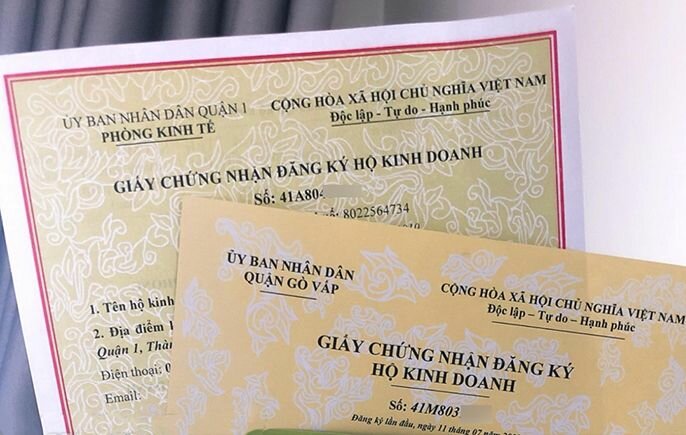 ỦY BAN NHÂN DÂN QUẬN 1
PHÒNG KINH TẾ
CỘNG HÒA XÃ HỘI CHỦ NGHĨA VIỆT NAM
Độc lập - Tự do - Hạnh phúc
GIẤY CHỨNG NHẬN ĐĂNG KÝ HỘ KINH DOANH
Số: 41A80
8022564734
1. Tên hộ kinh
2. Địa điểm
Quận 1, Thàn
Điện thoại: 0
Email:
ỦY BAN NHÂN DÂN
QUẬN GÒ VẤP
CỘNG HÒA XÃ HỘI CHỦ NGHĨA VIỆT NAM
Độc lập – Tự do – Hạnh phúc
GIẤY CHỨNG NHẬN ĐĂNG KÝ
HỘ KINH DOANH
Số: 41M803
Đăng ký lần đầu, ngày 11 tháng 07 năm